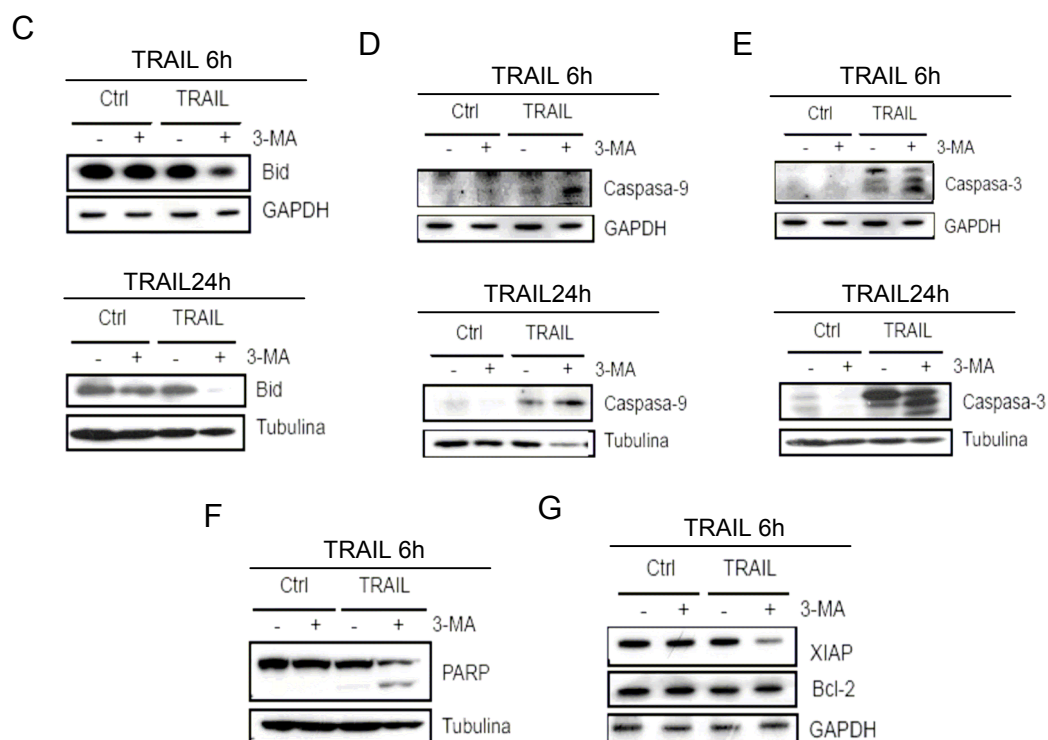 C
TRAIL 6h
Ctrl TRAIL
- + - + 3-MA
Bid
GAPDH
TRAIL24h
Ctrl TRAIL
- + - + 3-MA
Bid
Tubulina
D
TRAIL 6h
Ctrl TRAIL
- + - + 3-MA
Caspasa-9
GAPDH
TRAIL24h
Ctrl TRAIL
- + - + 3-MA
Caspasa-9
Tubulina
E
TRAIL 6h
Ctrl TRAIL
- + - + 3-MA
Caspasa-3
GAPDH
TRAIL24h
Ctrl TRAIL
- + - + 3-MA
Caspasa-3
Tubulina
F
TRAIL 6h
Ctrl TRAIL
- + - + 3-MA
PARP
Tubulina
G
TRAIL 6h
Ctrl TRAIL
- + - + 3-MA
XIAP
Bcl-2
GAPDH